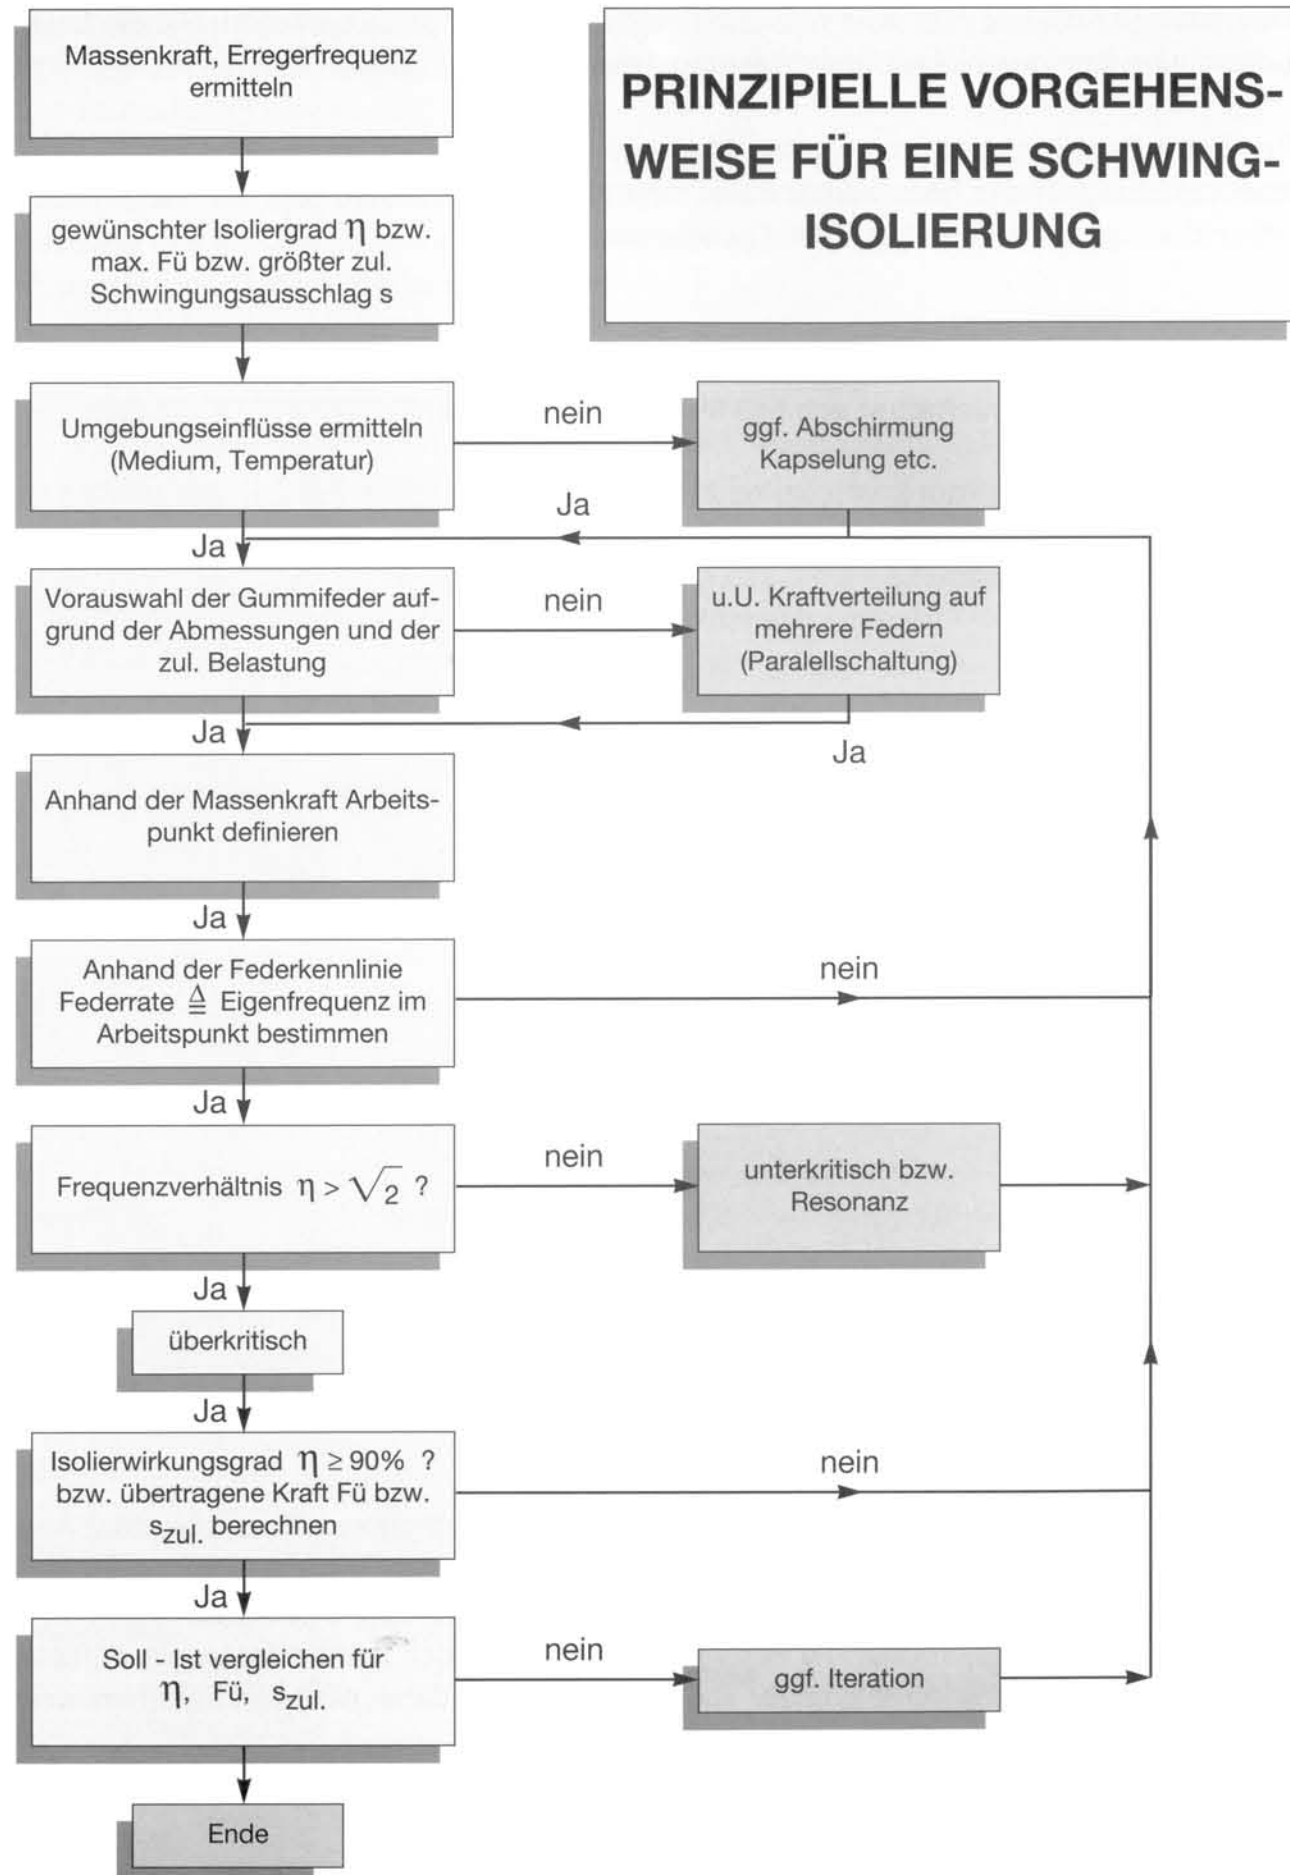 PRINZIPIELLE VORGEHENS-
WEISE FÜR EINE SCHWING-
ISOLIERUNG
Massenkraft, Erregerfrequenz
ermitteln
gewünschter Isoliergrad η bzw.
max. Fü bzw. größter zul.
Schwingungsausschlag s
Umgebungseinflüsse ermitteln
(Medium, Temperatur)
nein
ggf. Abschirmung
Kapselung etc.
Ja
Ja
Vorauswahl der Gummifeder auf-
grund der Abmessungen und der
zul. Belastung
nein
u.U. Kraftverteilung auf
mehrere Federn
(Paralellschaltung)
Ja
Ja
Anhand der Massenkraft Arbeits-
punkt definieren
Ja
Anhand der Federkennlinie
Federrate ≙ Eigenfrequenz im
Arbeitspunkt bestimmen
nein
Ja
Frequenzverhältnis η > √2 ?
nein
unterkritisch bzw.
Resonanz
Ja
überkritisch
Ja
Isolierwirkungsgrad η ≥ 90% ?
bzw. übertragene Kraft Fü bzw.
szul. berechnen
nein
Ja
Soll - Ist vergleichen für
η, Fü, szul.
nein
ggf. Iteration
Ende